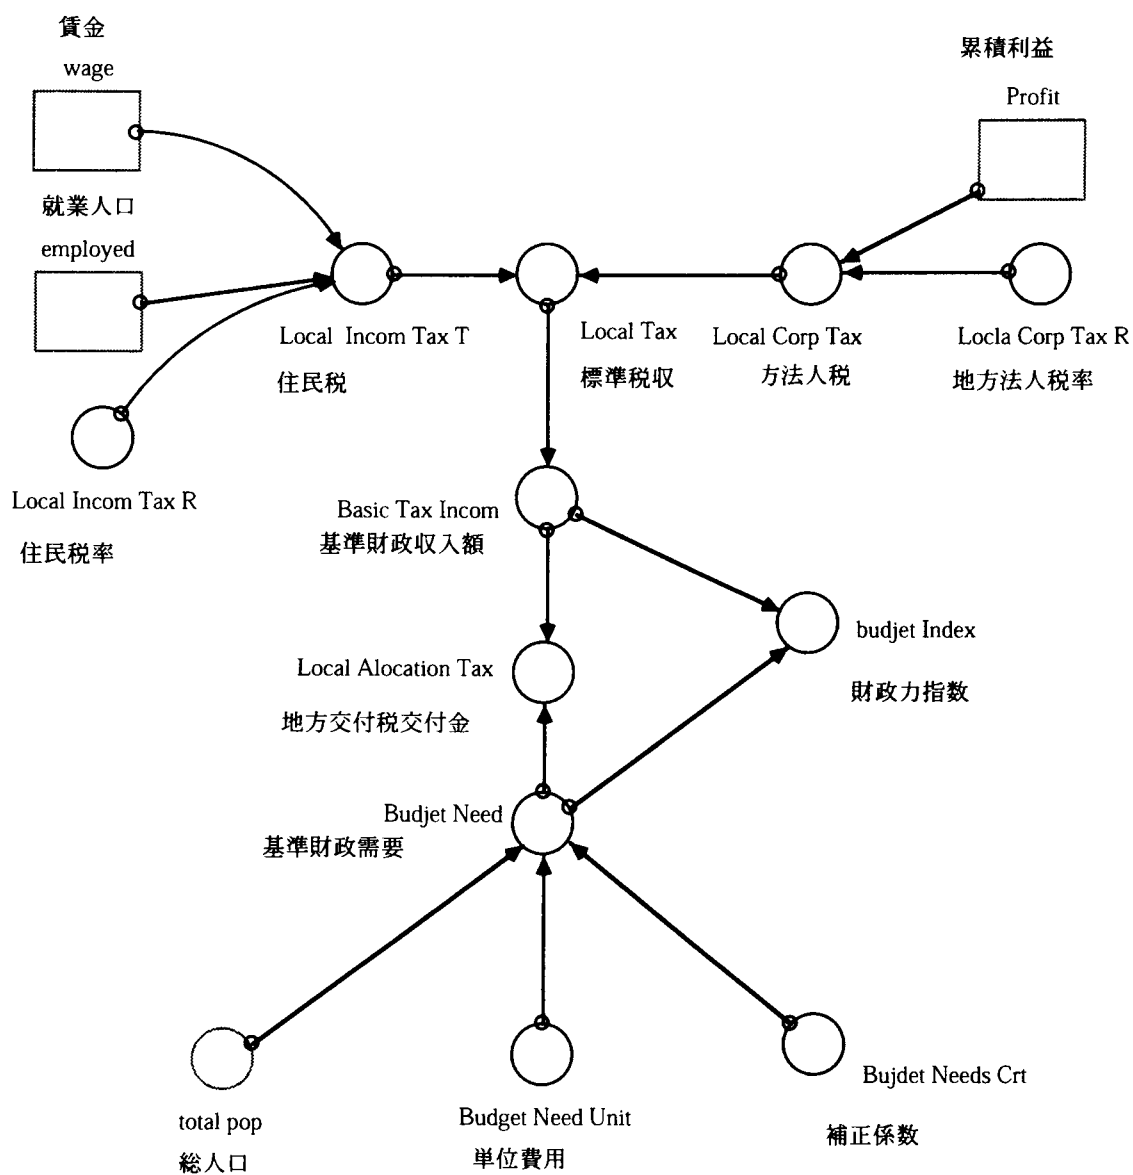 賃金
wage
累積利益
Profit
就業人口
employed
Local Incom Tax T
住民税
Local Tax
標準税収
Local Corp Tax
方法人税
Locla Corp Tax R
地方法人税率
Local Incom Tax R
住民税率
Basic Tax Incom
基準財政収入額
budjet Index
財政力指数
Local Alocation Tax
地方交付税交付金
Budjet Need
基準財政需要
total pop
総人口
Budget Need Unit
単位費用
Bujdet Needs Crt
補正係数